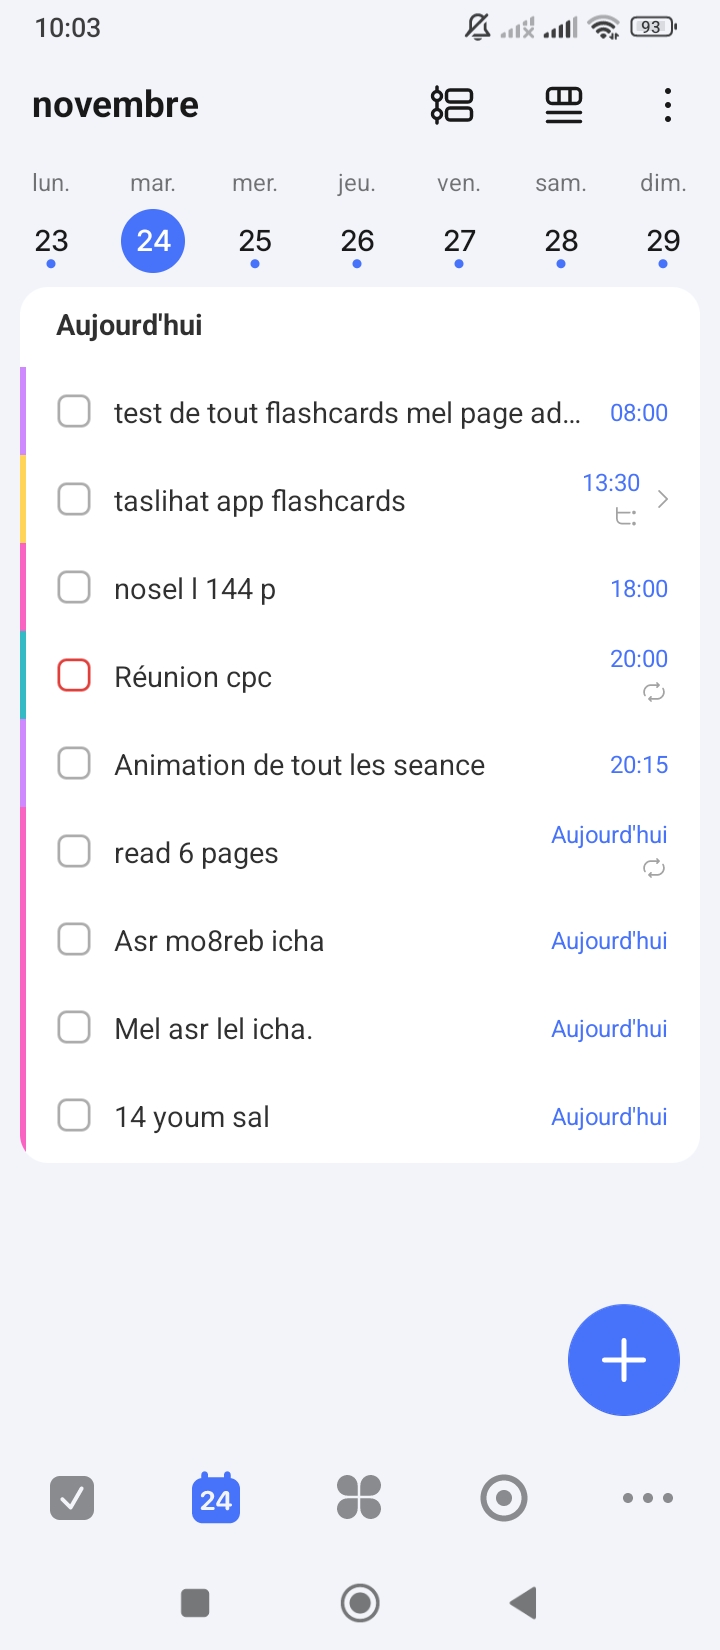 10:03
93
novembre
lun. mar. mer. jeu. ven. sam. dim.
23 24 25 26 27 28 29
Aujourd'hui
test de tout flashcards mel page ad... 08:00
taslihat app flashcards 13:30
nosel l 144 p 18:00
Réunion cpc 20:00
Animation de tout les seance 20:15
read 6 pages Aujourd'hui
Asr mo8reb icha Aujourd'hui
Mel asr lel icha. Aujourd'hui
14 youm sal Aujourd'hui
24